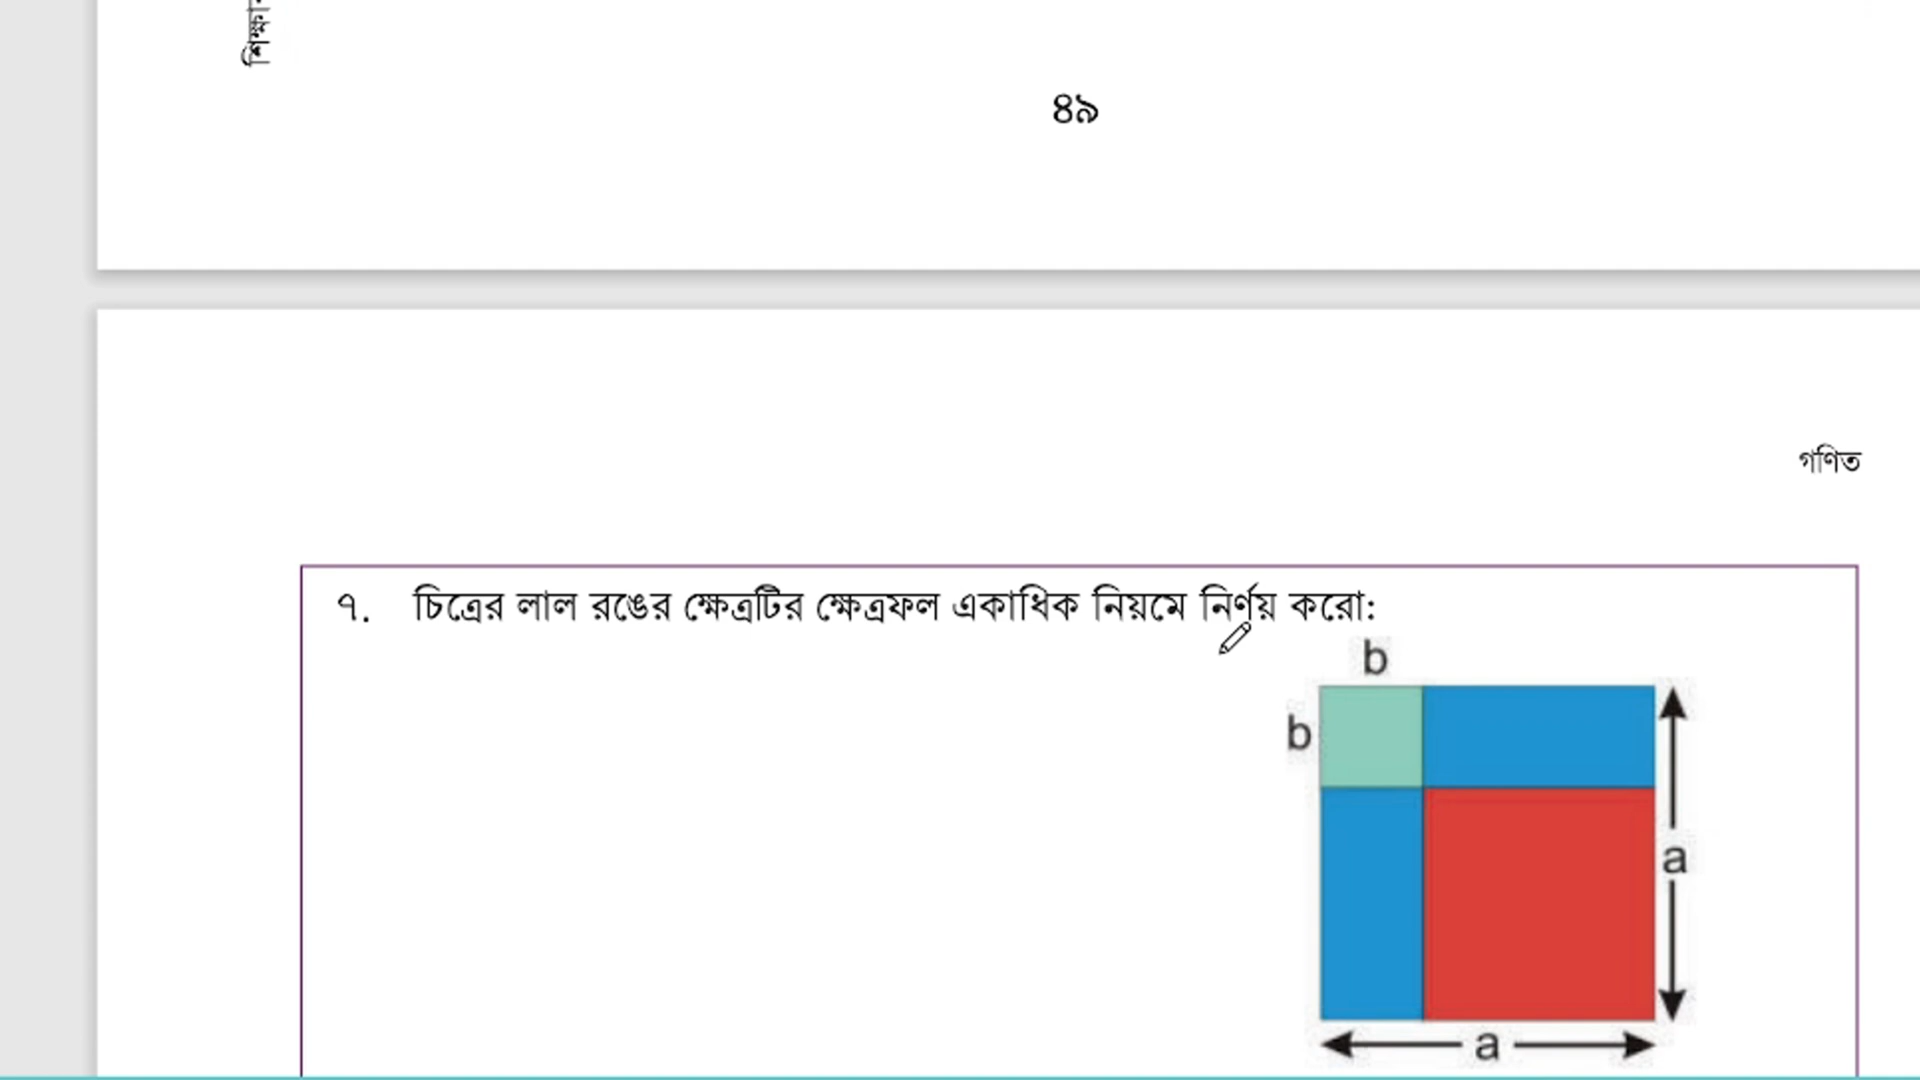 শিক্ষা
৪৯
গণিত
৭. চিত্রের লাল রঙের ক্ষেত্রটির ক্ষেত্রফল একাধিক নিয়মে নির্ণয় করো:
b
b
a
a